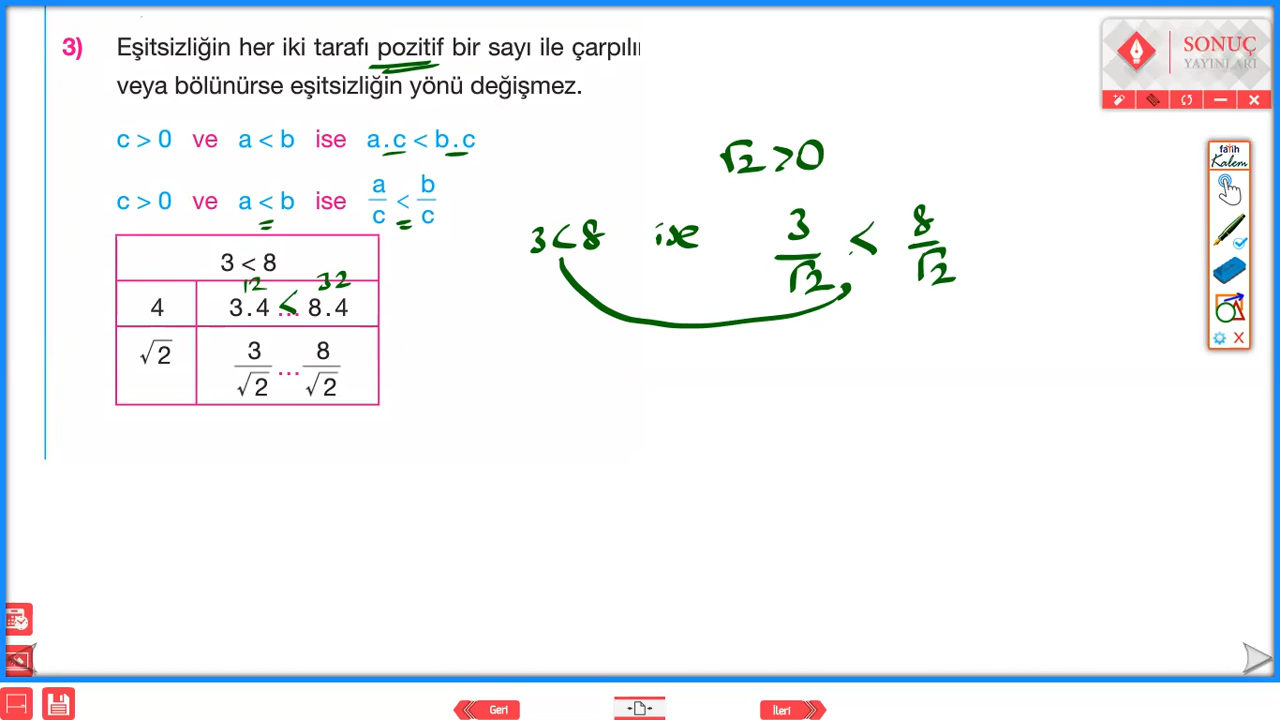 3) Eşitsizliğin her iki tarafı pozitif bir sayı ile çarpılır
veya bölünürse eşitsizliğin yönü değişmez.
c > 0 ve a < b ise a.c < b.c
c > 0 ve a < b ise a/c < b/c
3 < 8
12 32
4 3.4 < ... 8.4
√2 3/√2 ... 8/√2
√2 > 0
3 < 8 ise 3/√2 < 8/√2
SONUÇ
YAYINLARI
fatih
Kalem
Geri
İleri